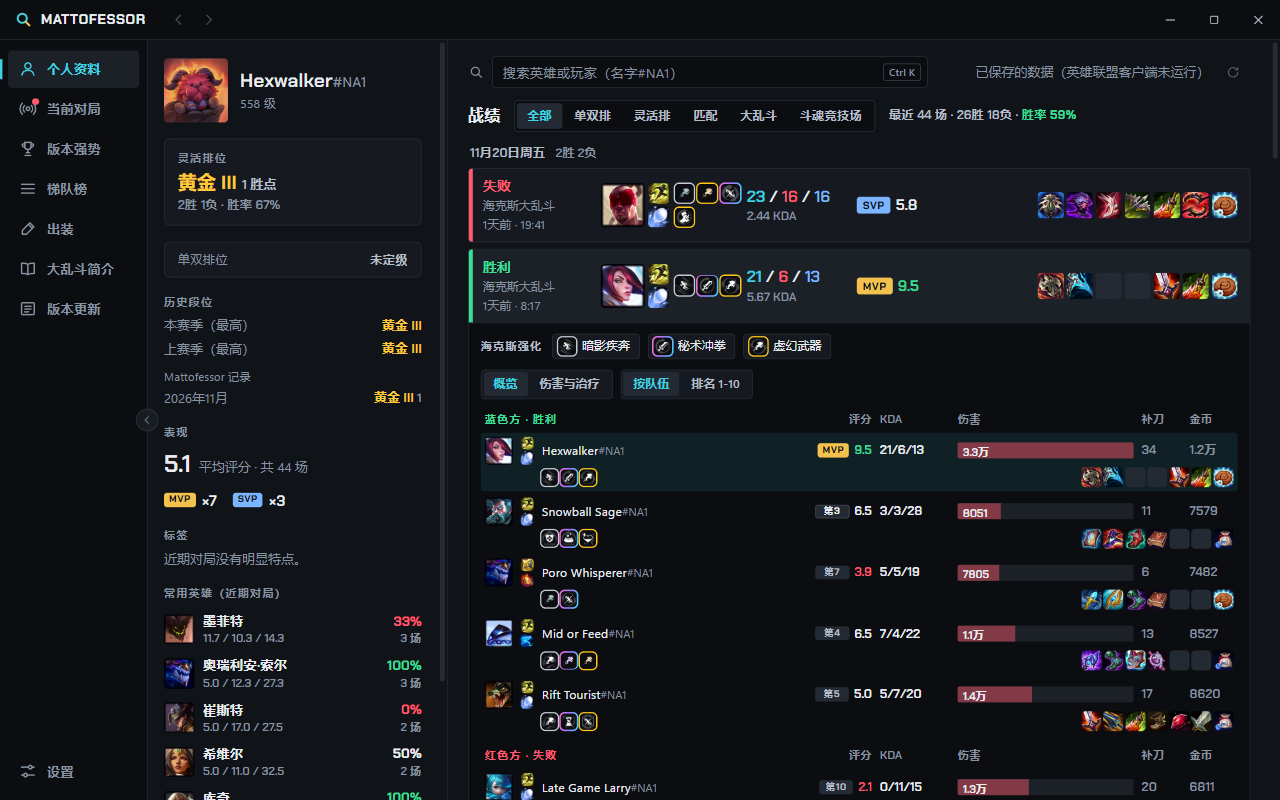 MATTOFESSOR
个人资料
当前对局
版本强势
梯队榜
出装
大乱斗简介
版本更新
设置
Hexwalker#NA1
558 级
灵活排位
黄金 III 1 胜点
2胜 1负 · 胜率 67%
单双排位 未定级
历史段位
本赛季（最高） 黄金 III
上赛季（最高） 黄金 III
Mattofessor 记录
2026年11月 黄金 III 1
表现
5.1 平均评分 · 共 44 场
MVP ×7 SVP ×3
标签
近期对局没有明显特点。
常用英雄（近期对局）
墨菲特 33%
11.7 / 10.3 / 14.3 3 场
奥瑞利安·索尔 100%
5.0 / 12.3 / 27.3 3 场
崔斯特 0%
5.0 / 17.0 / 27.5 2 场
希维尔 50%
5.0 / 11.0 / 32.5 2 场
库奇 100%
搜索英雄或玩家（名字#NA1） Ctrl K
已保存的数据（英雄联盟客户端未运行）
战绩 全部 单双排 灵活排 匹配 大乱斗 斗魂竞技场 最近 44 场 · 26胜 18负 · 胜率 59%
11月20日周五 2胜 2负
失败
海克斯大乱斗
1天前 · 19:41
23 / 16 / 16
2.44 KDA
SVP 5.8
胜利
海克斯大乱斗
1天前 · 8:17
21 / 6 / 13
5.67 KDA
MVP 9.5
海克斯强化 暗影疾奔 秘术冲拳 虚幻武器
概览 伤害与治疗 按队伍 排名 1-10
蓝色方 · 胜利 评分 KDA 伤害 补刀 金币
Hexwalker#NA1 MVP 9.5 21/6/13 3.3万 34 1.2万
Snowball Sage#NA1 第3 6.5 3/3/28 8051 11 7579
Poro Whisperer#NA1 第7 3.9 5/5/19 7805 6 7482
Mid or Feed#NA1 第4 6.5 7/4/22 1.1万 13 8527
Rift Tourist#NA1 第5 5.0 5/7/20 1.4万 17 8620
红色方 · 失败 评分 KDA 伤害 补刀 金币
Late Game Larry#NA1 第10 2.1 0/11/15 1.3万 20 6811